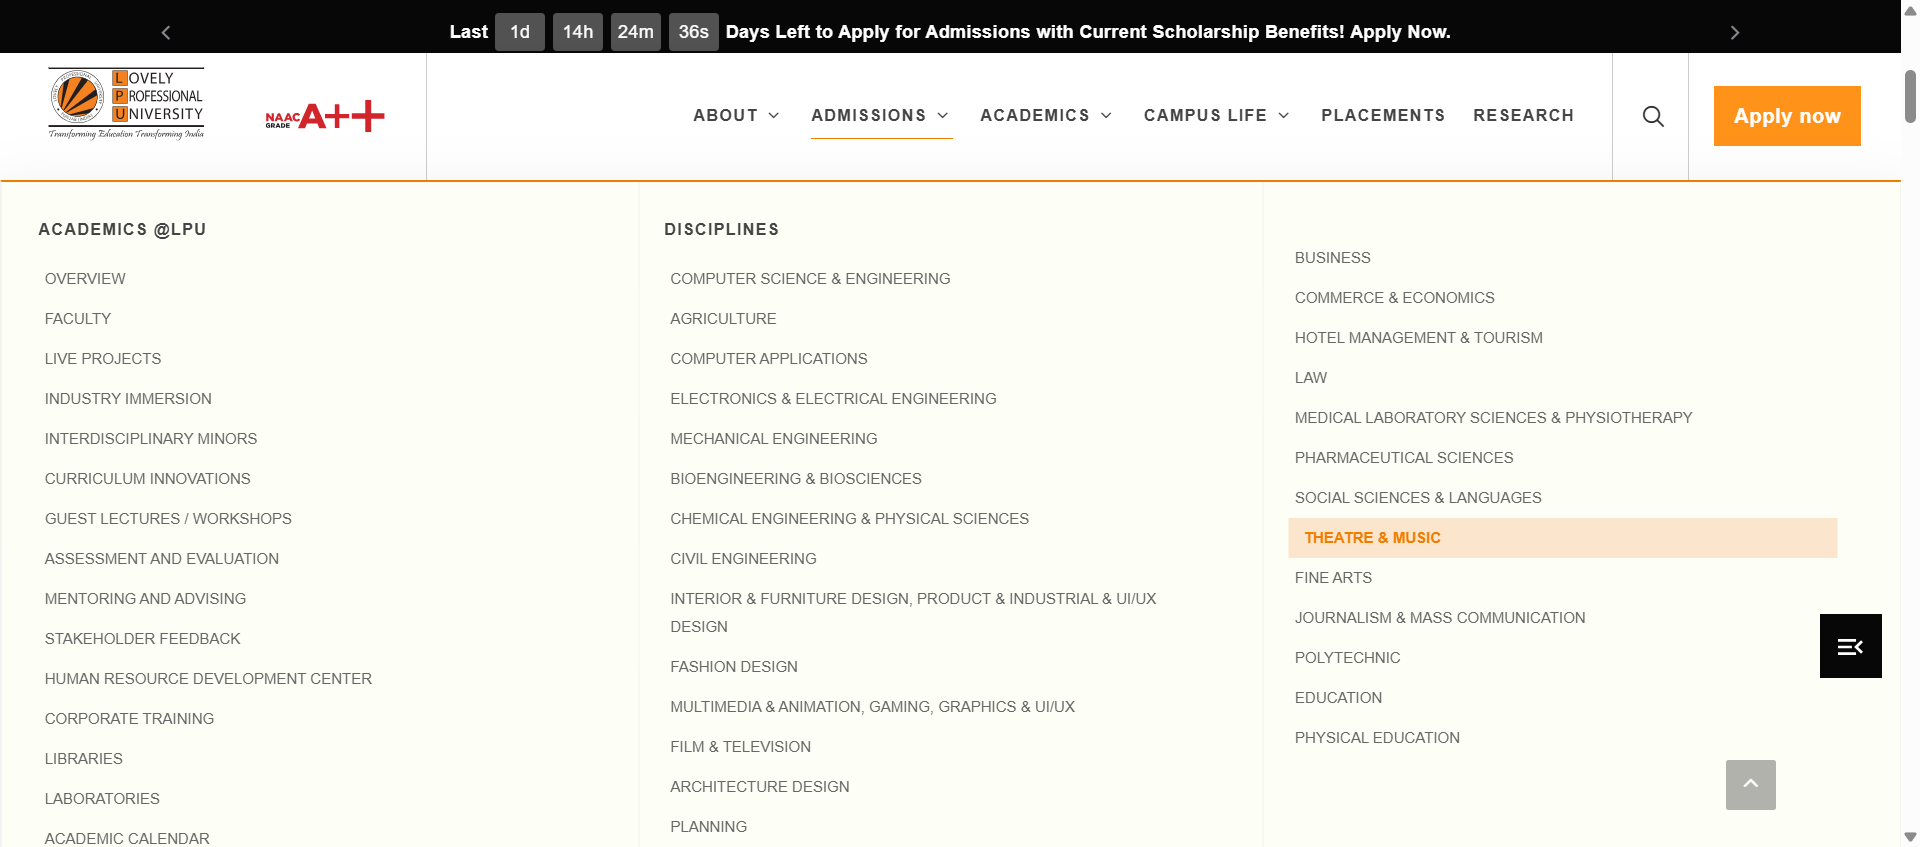 Last 1d 14h 24m 36s Days Left to Apply for Admissions with Current Scholarship Benefits! Apply Now.
LOVELY
PROFESSIONAL
UNIVERSITY
Transforming Education Transforming India
NAAC
GRADE
A++
ABOUT
ADMISSIONS
ACADEMICS
CAMPUS LIFE
PLACEMENTS
RESEARCH
Apply now
ACADEMICS @LPU
OVERVIEW
FACULTY
LIVE PROJECTS
INDUSTRY IMMERSION
INTERDISCIPLINARY MINORS
CURRICULUM INNOVATIONS
GUEST LECTURES / WORKSHOPS
ASSESSMENT AND EVALUATION
MENTORING AND ADVISING
STAKEHOLDER FEEDBACK
HUMAN RESOURCE DEVELOPMENT CENTER
CORPORATE TRAINING
LIBRARIES
LABORATORIES
ACADEMIC CALENDAR
DISCIPLINES
COMPUTER SCIENCE & ENGINEERING
AGRICULTURE
COMPUTER APPLICATIONS
ELECTRONICS & ELECTRICAL ENGINEERING
MECHANICAL ENGINEERING
BIOENGINEERING & BIOSCIENCES
CHEMICAL ENGINEERING & PHYSICAL SCIENCES
CIVIL ENGINEERING
INTERIOR & FURNITURE DESIGN, PRODUCT & INDUSTRIAL & UI/UX
DESIGN
FASHION DESIGN
MULTIMEDIA & ANIMATION, GAMING, GRAPHICS & UI/UX
FILM & TELEVISION
ARCHITECTURE DESIGN
PLANNING
BUSINESS
COMMERCE & ECONOMICS
HOTEL MANAGEMENT & TOURISM
LAW
MEDICAL LABORATORY SCIENCES & PHYSIOTHERAPY
PHARMACEUTICAL SCIENCES
SOCIAL SCIENCES & LANGUAGES
THEATRE & MUSIC
FINE ARTS
JOURNALISM & MASS COMMUNICATION
POLYTECHNIC
EDUCATION
PHYSICAL EDUCATION